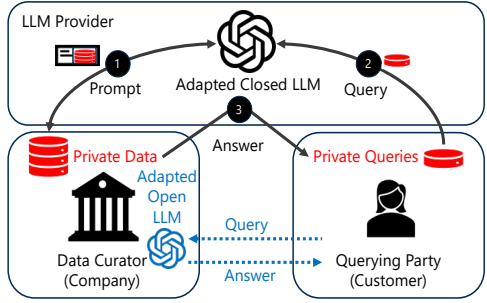 LLM Provider
1
2
Prompt
Adapted Closed LLM
Query
3
Private Data
Answer
Private Queries
Adapted
Open
LLM
Query
Data Curator
(Company)
Answer
Querying Party
(Customer)